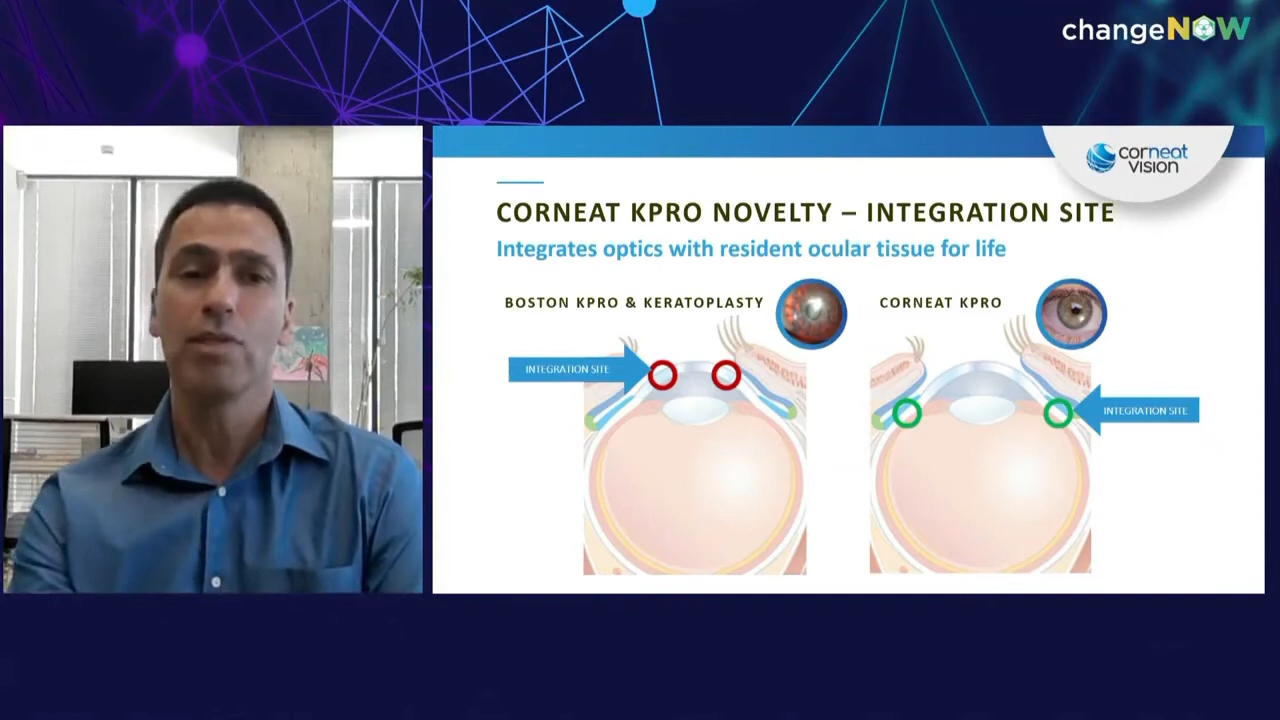 changeNOW
corneat
vision
CORNEAT KPRO NOVELTY – INTEGRATION SITE
Integrates optics with resident ocular tissue for life
BOSTON KPRO & KERATOPLASTY
CORNEAT KPRO
INTEGRATION SITE
INTEGRATION SITE